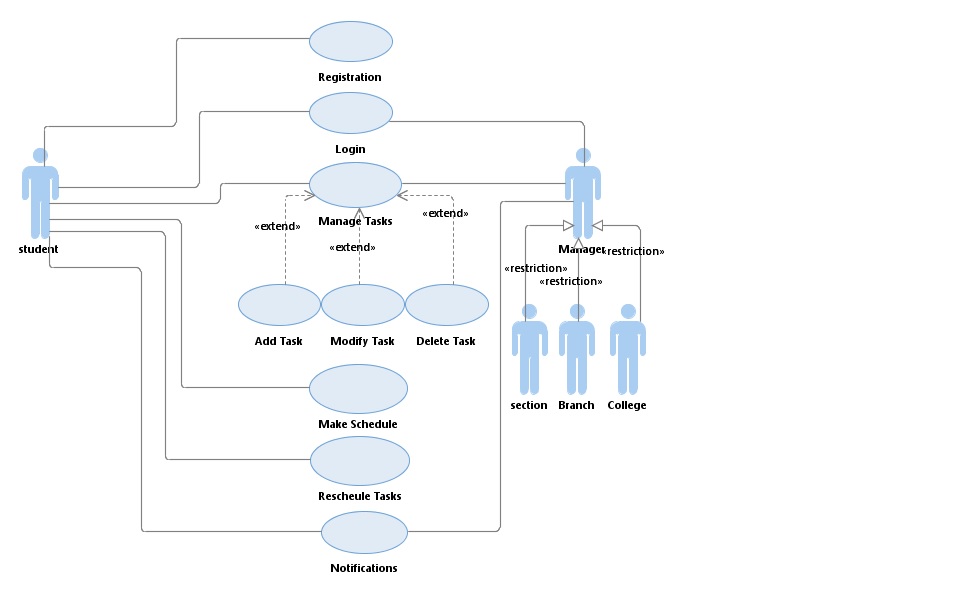 Registration
Login
student
Manage Tasks
«extend»
«extend»
«extend»
Manager
«restriction»
«restriction»
«restriction»
Add Task
Modify Task
Delete Task
section
Branch
College
Make Schedule
Rescheule Tasks
Notifications